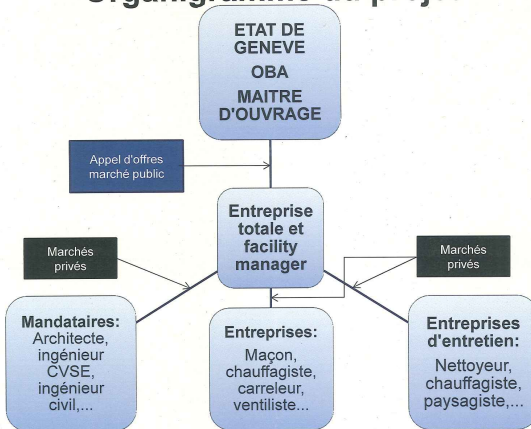 ETAT DE
GENEVE
OBA
MAITRE
D'OUVRAGE
Appel d'offres
marché public
Entreprise
totale et
facility
manager
Marchés
privés
Marchés
privés
Mandataires:
Architecte,
ingénieur
CVSE,
ingénieur
civil,...
Entreprises:
Maçon,
chauffagiste,
carreleur,
ventiliste...
Entreprises
d'entretien:
Nettoyeur,
chauffagiste,
paysagiste,...